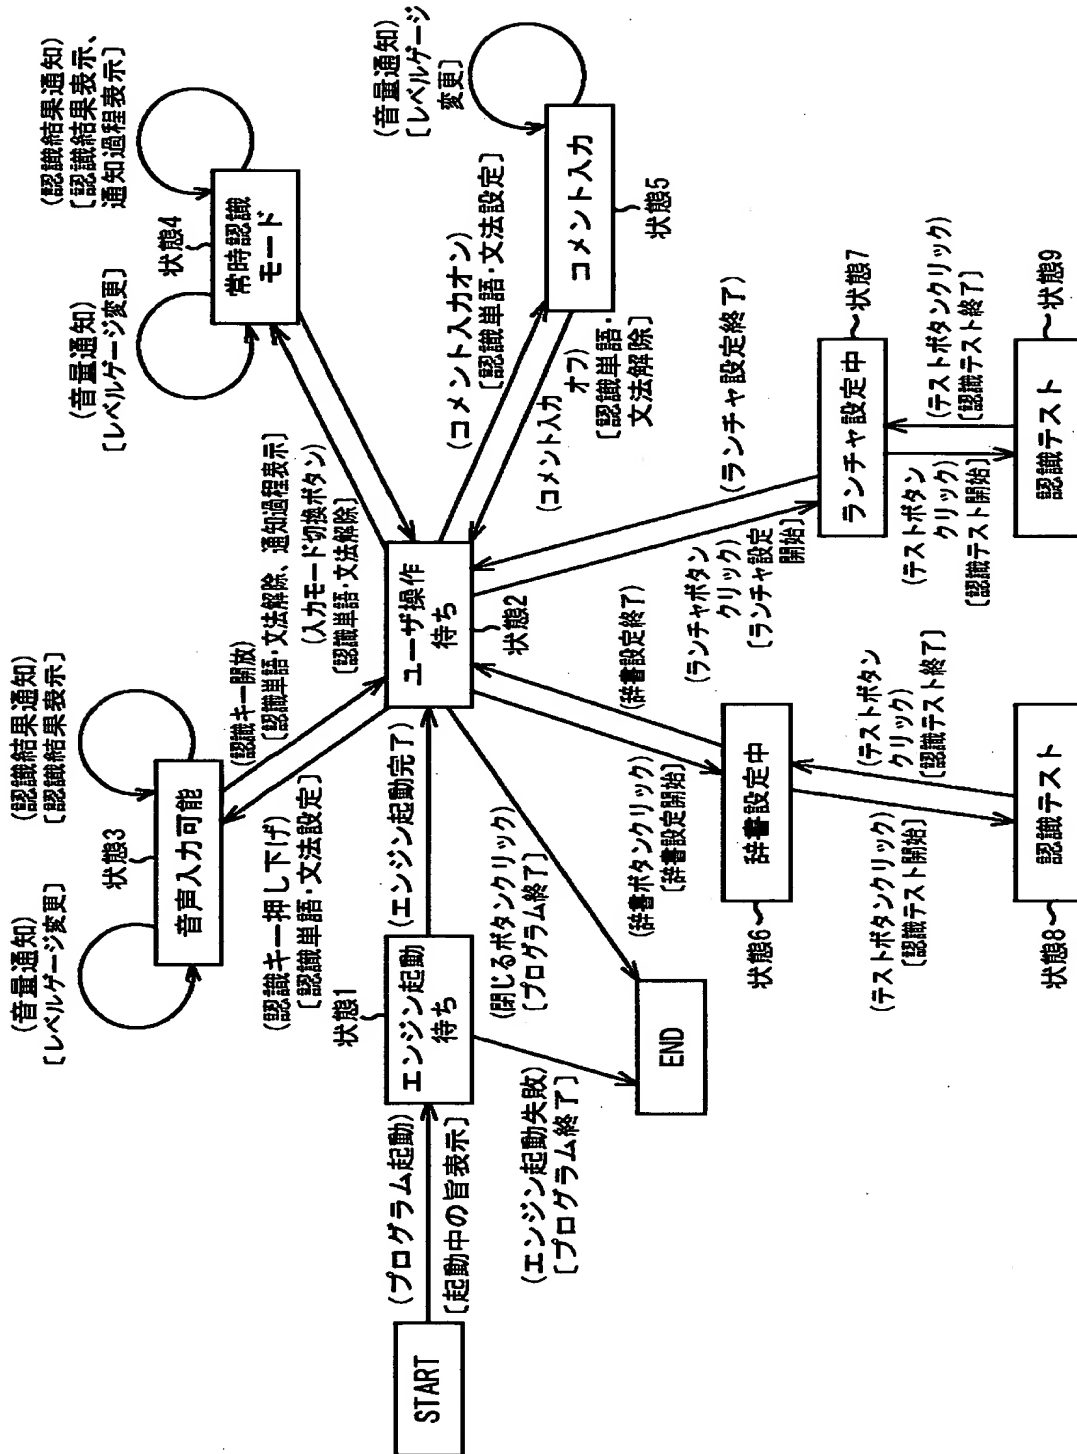 (認識結果通知)
[認識結果表示、
通知過程表示]
(音量通知)
[レベルゲージ変更]
状態4
常時認識
モード
(認識結果通知)
[認識結果表示]
(音量通知)
[レベルゲージ変更]
状態3
音声入力可能
(音量通知)
[レベルゲージ
変更]
コメント入力
状態5
(認識キー開放)
[認識単語・文法解除、通知過程表示]
(入力モード切換ボタン)
[認識単語・文法解除]
(認識キー押し下げ)
[認識単語・文法設定]
(コメント入力オン)
[認識単語・文法設定]
(コメント入力
オフ)
[認識単語・
文法解除]
START
(プログラム起動)
[起動中の旨表示]
状態1
エンジン起動
待ち
(エンジン起動完了)
ユーザ操作
待ち
状態2
(エンジン起動失敗)
[プログラム終了]
(閉じるボタンクリック)
[プログラム終了]
END
(辞書ボタンクリック)
[辞書設定開始]
(辞書設定終了)
(ランチャボタン
クリック)
[ランチャ設定
開始]
(ランチャ設定終了)
状態6
辞書設定中
ランチャ設定中
状態7
(テストボタンクリック)
[認識テスト開始]
(テストボタン
クリック)
[認識テスト終了]
(テストボタン
クリック)
[認識テスト開始]
(テストボタンクリック)
[認識テスト終了]
状態8
認識テスト
認識テスト
状態9